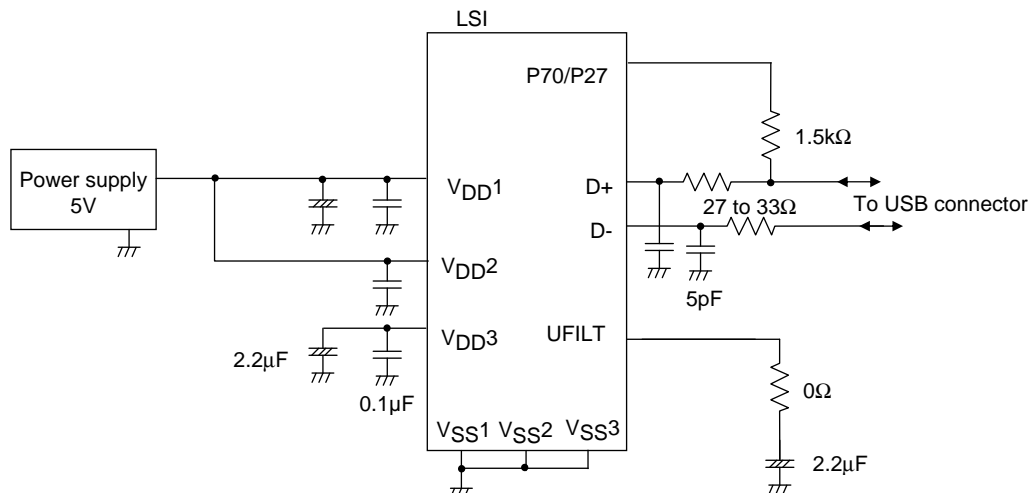 LSI
P70/P27
1.5kΩ
Power supply
5V
VDD1
D+
27 to 33Ω
To USB connector
D-
VDD2
5pF
VDD3
UFILT
2.2μF
0.1μF
0Ω
VSS1 VSS2 VSS3
2.2μF